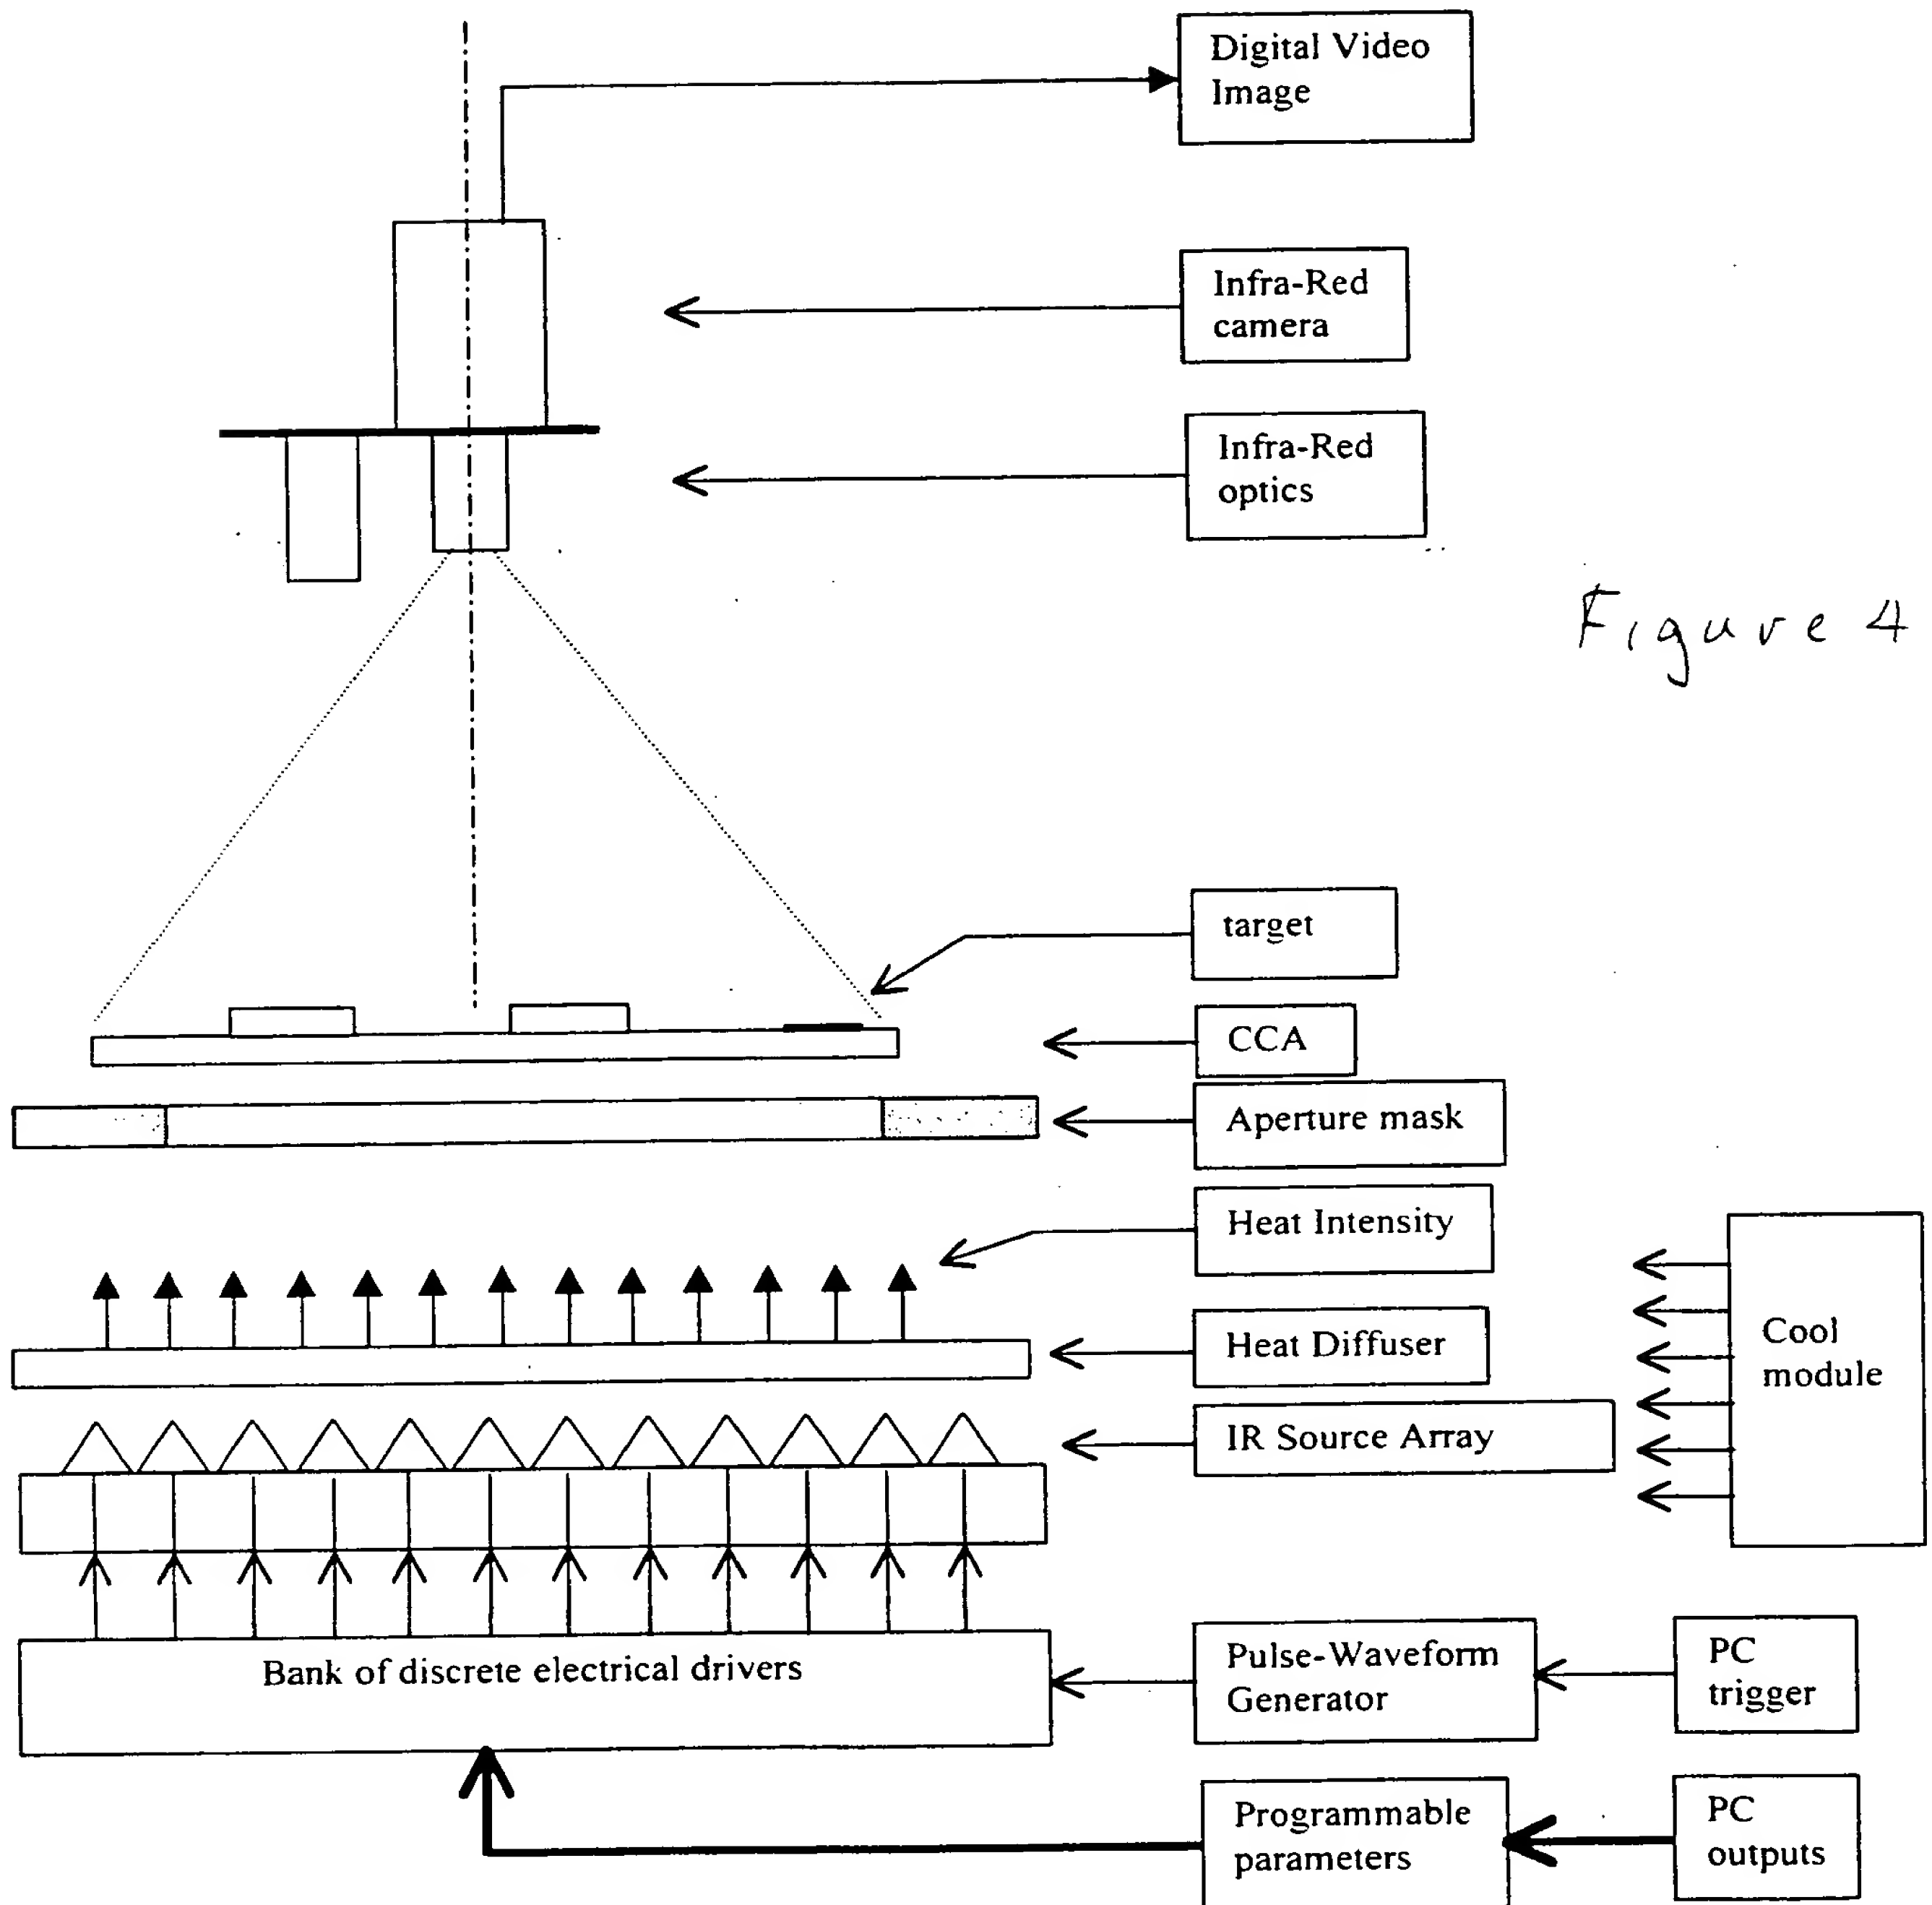 Digital Video
Image
Infra-Red
camera
Infra-Red
optics
Figure 4
target
CCA
Aperture mask
Heat Intensity
Heat Diffuser
Cool
module
IR Source Array
Bank of discrete electrical drivers
Pulse-Waveform
Generator
PC
trigger
Programmable
parameters
PC
outputs